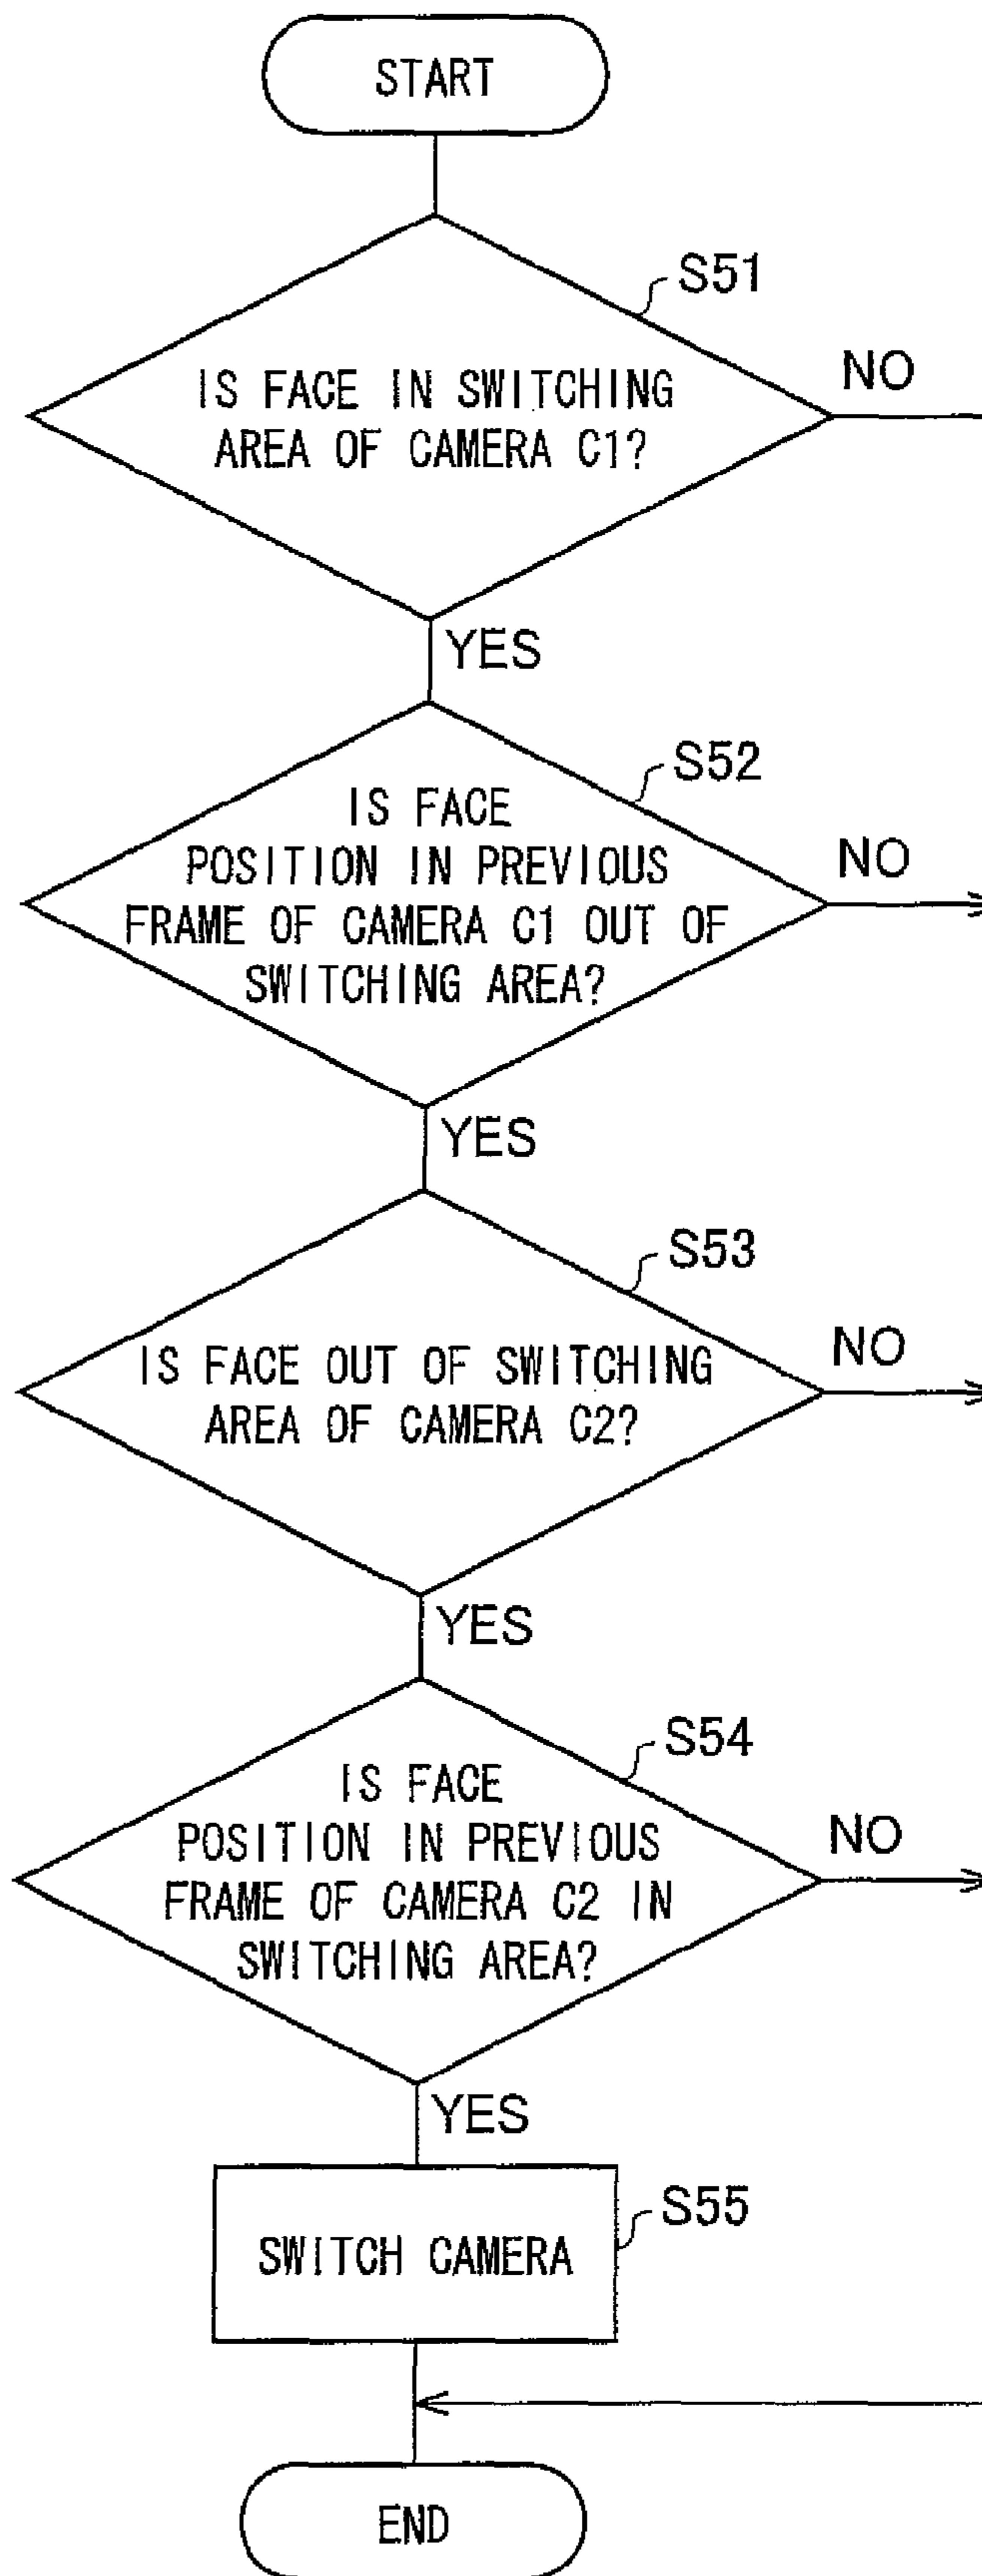 START
S51
IS FACE IN SWITCHING
AREA OF CAMERA C1?
NO
YES
S52
IS FACE
POSITION IN PREVIOUS
FRAME OF CAMERA C1 OUT OF
SWITCHING AREA?
NO
YES
S53
IS FACE OUT OF SWITCHING
AREA OF CAMERA C2?
NO
YES
S54
IS FACE
POSITION IN PREVIOUS
FRAME OF CAMERA C2 IN
SWITCHING AREA?
NO
YES
S55
SWITCH CAMERA
END